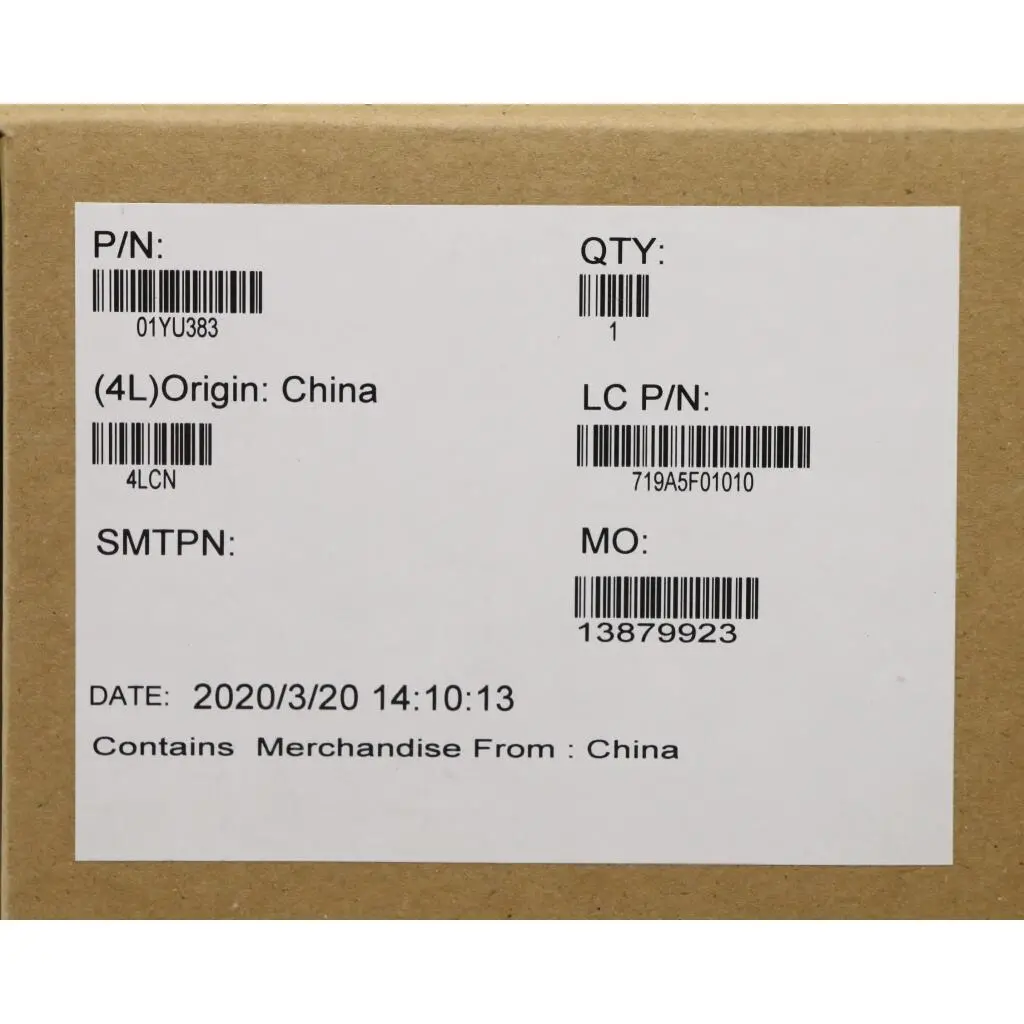 P/N:
01YU383
QTY:
1
(4L)Origin: China
4LCN
LC P/N:
719A5F01010
SMTPN:
MO:
13879923
DATE: 2020/3/20 14:10:13
Contains Merchandise From : China